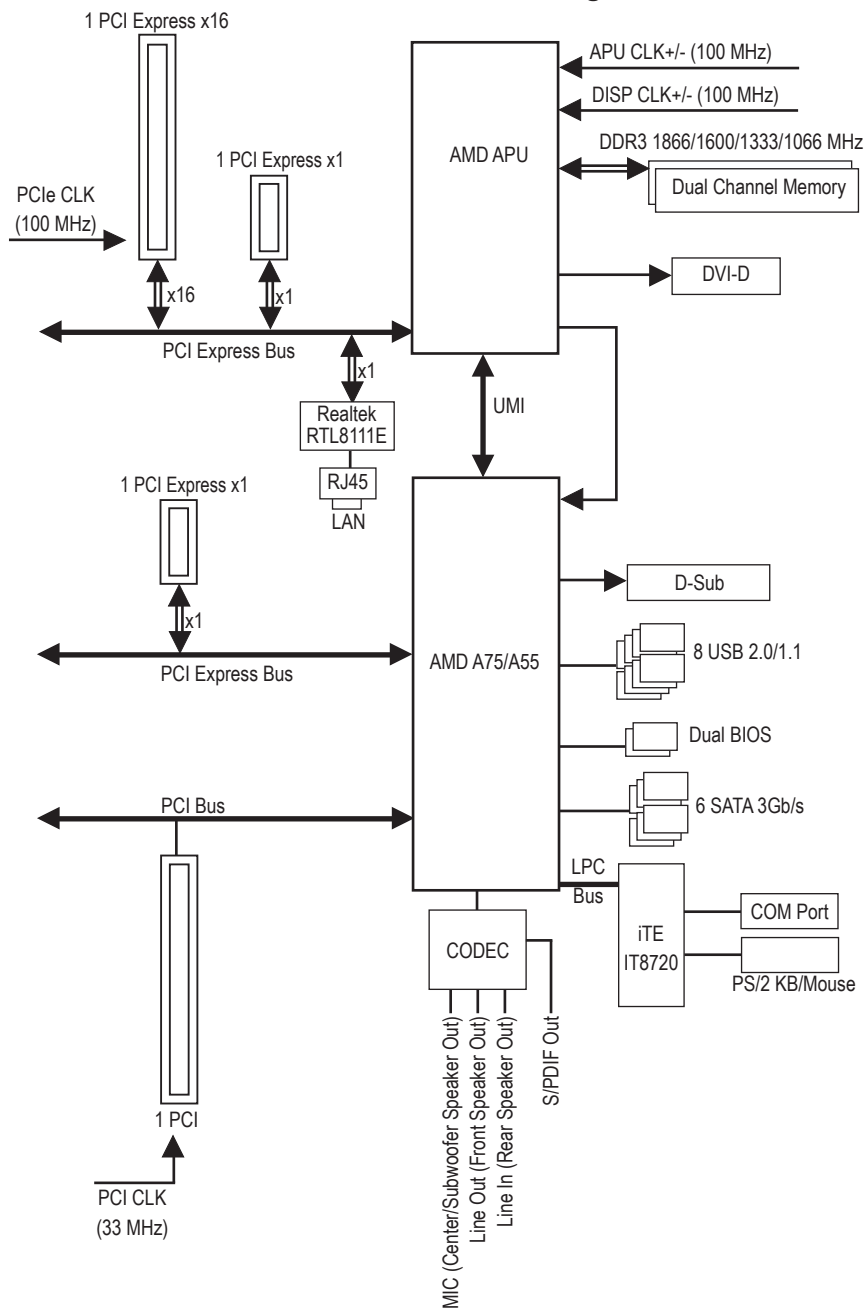 1 PCI Express x16
APU CLK+/- (100 MHz)
DISP CLK+/- (100 MHz)
DDR3 1866/1600/1333/1066 MHz
AMD APU
1 PCI Express x1
Dual Channel Memory
PCIe CLK
(100 MHz)
DVI-D
x16
x1
PCI Express Bus
x1
UMI
Realtek
RTL8111E
RJ45
LAN
1 PCI Express x1
D-Sub
x1
8 USB 2.0/1.1
AMD A75/A55
PCI Express Bus
Dual BIOS
PCI Bus
6 SATA 3Gb/s
LPC
Bus
COM Port
CODEC
iTE
IT8720
PS/2 KB/Mouse
MIC (Center/Subwoofer Speaker Out)
Line Out (Front Speaker Out)
Line In (Rear Speaker Out)
S/PDIF Out
1 PCI
PCI CLK
(33 MHz)